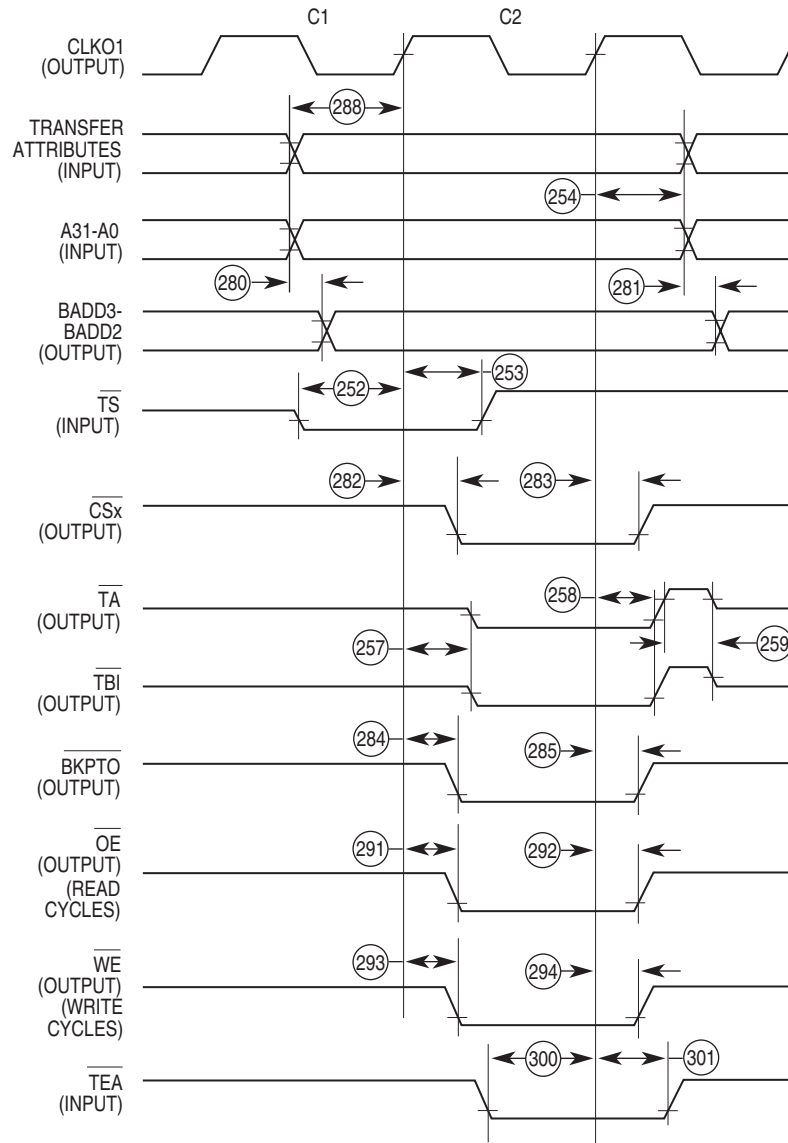 C1
C2
CLKO1
(OUTPUT)
288
TRANSFER
ATTRIBUTES
(INPUT)
254
A31-A0
(INPUT)
280
281
BADD3-
BADD2
(OUTPUT)
252
253
TS
(INPUT)
282
283
CSx
(OUTPUT)
258
TA
(OUTPUT)
257
259
TBI
(OUTPUT)
284
285
BKPTO
(OUTPUT)
291
292
OE
(OUTPUT)
(READ
CYCLES)
293
294
WE
(OUTPUT)
(WRITE
CYCLES)
300
301
TEA
(INPUT)